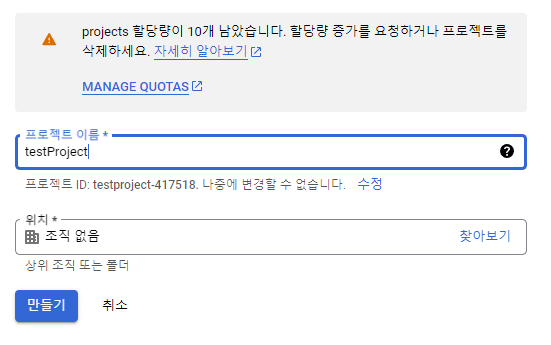 projects 할당량이 10개 남았습니다. 할당량 증가를 요청하거나 프로젝트를
삭제하세요. 자세히 알아보기
MANAGE QUOTAS
프로젝트 이름 *
testProject
프로젝트 ID: testproject-417518. 나중에 변경할 수 없습니다. 수정
위치 *
조직 없음 찾아보기
상위 조직 또는 폴더
만들기 취소